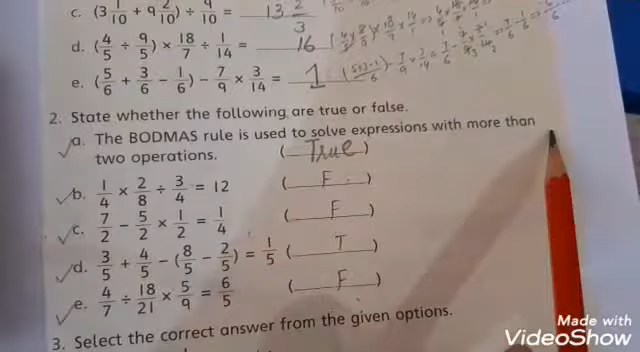 c. (3 1/10 + 9 2/10) ÷ 9/10 = 13 2/3
d. (4/5 ÷ 9/5) × 18/7 ÷ 1/14 = 16
e. (5/6 + 3/6 − 1/6) − 7/9 × 3/14 = 1
2. State whether the following are true or false.
a. The BODMAS rule is used to solve expressions with more than
two operations. (True)
b. 1/4 × 2/8 ÷ 3/4 = 12 (F)
c. 7/2 − 5/2 × 1/2 = 1/4 (F)
d. 3/5 + 4/5 − (8/5 − 2/5) = 1/5 (T)
e. 4/7 ÷ 18/21 × 5/9 = 6/5 (F)
3. Select the correct answer from the given options.
Made with
VideoShow